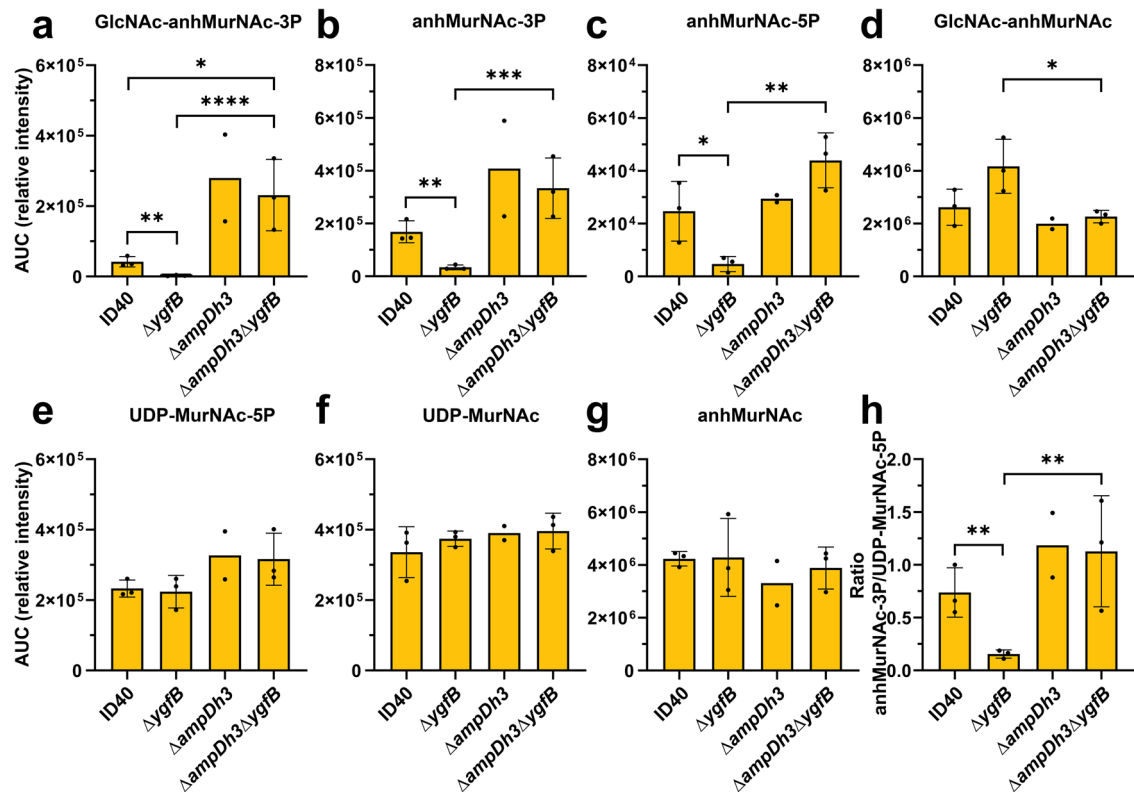 a GlcNAc-anhMurNAc-3P
b anhMurNAc-3P
c anhMurNAc-5P
d GlcNAc-anhMurNAc
AUC (relative intensity)
6×10⁵
4×10⁵
2×10⁵
0
*
****
**
ID40
ΔygfB
ΔampDh3
ΔampDh3ΔygfB
8×10⁵
6×10⁵
4×10⁵
2×10⁵
0
***
**
ID40
ΔygfB
ΔampDh3
ΔampDh3ΔygfB
8×10⁴
6×10⁴
4×10⁴
2×10⁴
0
**
*
ID40
ΔygfB
ΔampDh3
ΔampDh3ΔygfB
8×10⁶
6×10⁶
4×10⁶
2×10⁶
0
*
ID40
ΔygfB
ΔampDh3
ΔampDh3ΔygfB
e UDP-MurNAc-5P
f UDP-MurNAc
g anhMurNAc
h
AUC (relative intensity)
6×10⁵
4×10⁵
2×10⁵
0
ID40
ΔygfB
ΔampDh3
ΔampDh3ΔygfB
6×10⁵
4×10⁵
2×10⁵
0
ID40
ΔygfB
ΔampDh3
ΔampDh3ΔygfB
8×10⁶
6×10⁶
4×10⁶
2×10⁶
0
ID40
ΔygfB
ΔampDh3
ΔampDh3ΔygfB
Ratio
anhMurNAc-3P/UDP-MurNAc-5P
2.0
1.5
1.0
0.5
0.0
**
**
ID40
ΔygfB
ΔampDh3
ΔampDh3ΔygfB